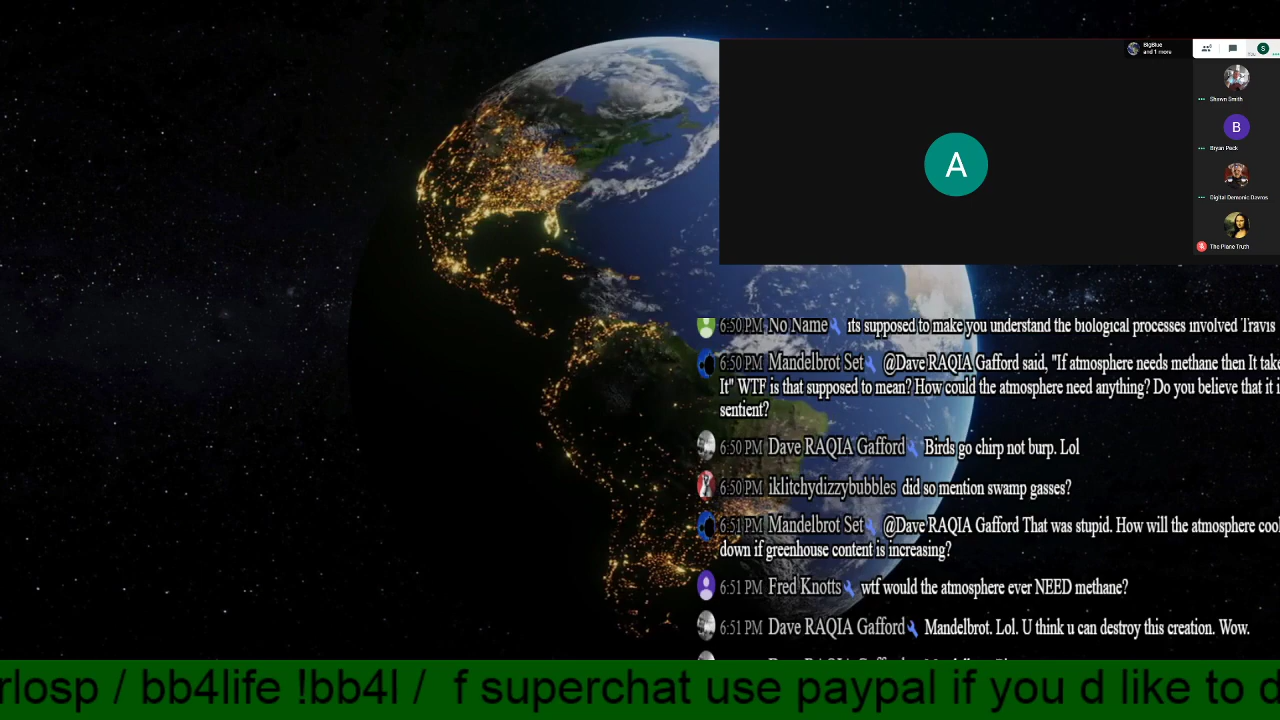 BigBlue
and 1 more
You
S
Shawn Smith
B
Bryan Peck
Digital Demonic Davros
The Plane Truth
A
6:50 PM No Name its supposed to make you understand the biological processes involved Travis
6:50 PM Mandelbrot Set @Dave RAQIA Gafford said, "If atmosphere needs methane then It take
It" WTF is that supposed to mean? How could the atmosphere need anything? Do you believe that it i
sentient?
6:50 PM Dave RAQIA Gafford Birds go chirp not burp. Lol
6:50 PM iklitchydizzybubbles did so mention swamp gasses?
6:51 PM Mandelbrot Set @Dave RAQIA Gafford That was stupid. How will the atmosphere cool
down if greenhouse content is increasing?
6:51 PM Fred Knotts wtf would the atmosphere ever NEED methane?
6:51 PM Dave RAQIA Gafford Mandelbrot. Lol. U think u can destroy this creation. Wow.
rlosp / bb4life !bb4l / f superchat use paypal if you d like to d